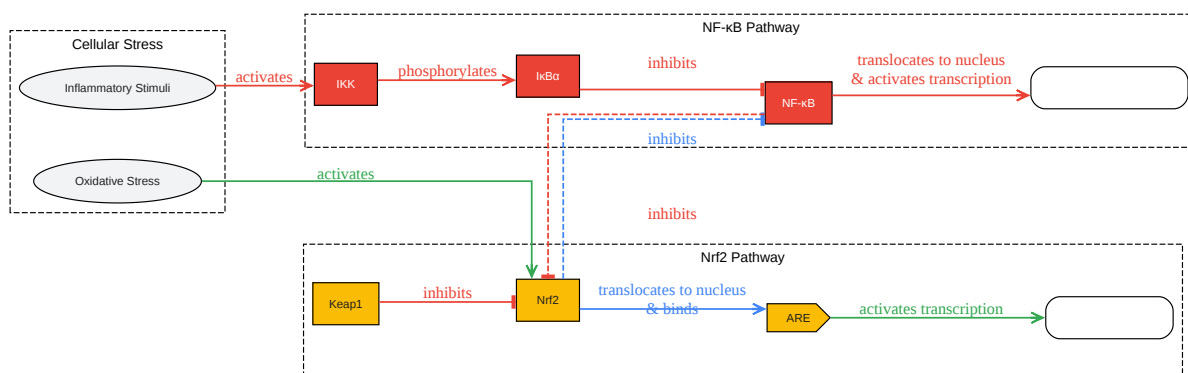 NF-κB Pathway
Cellular Stress
Inflammatory Stimuli
activates
IKK
phosphorylates
IκBα
inhibits
NF-κB
translocates to nucleus
& activates transcription
inhibits
Oxidative Stress
activates
inhibits
Nrf2 Pathway
Keap1
inhibits
Nrf2
translocates to nucleus
& binds
ARE
activates transcription